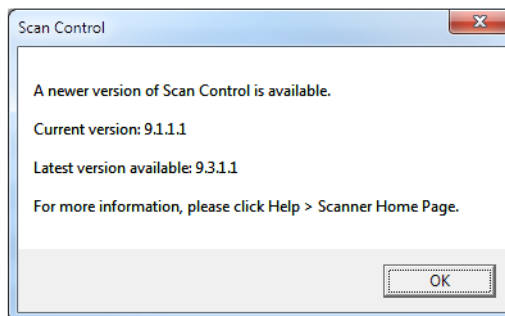 Scan Control
A newer version of Scan Control is available.
Current version: 9.1.1.1
Latest version available: 9.3.1.1
For more information, please click Help > Scanner Home Page.
OK